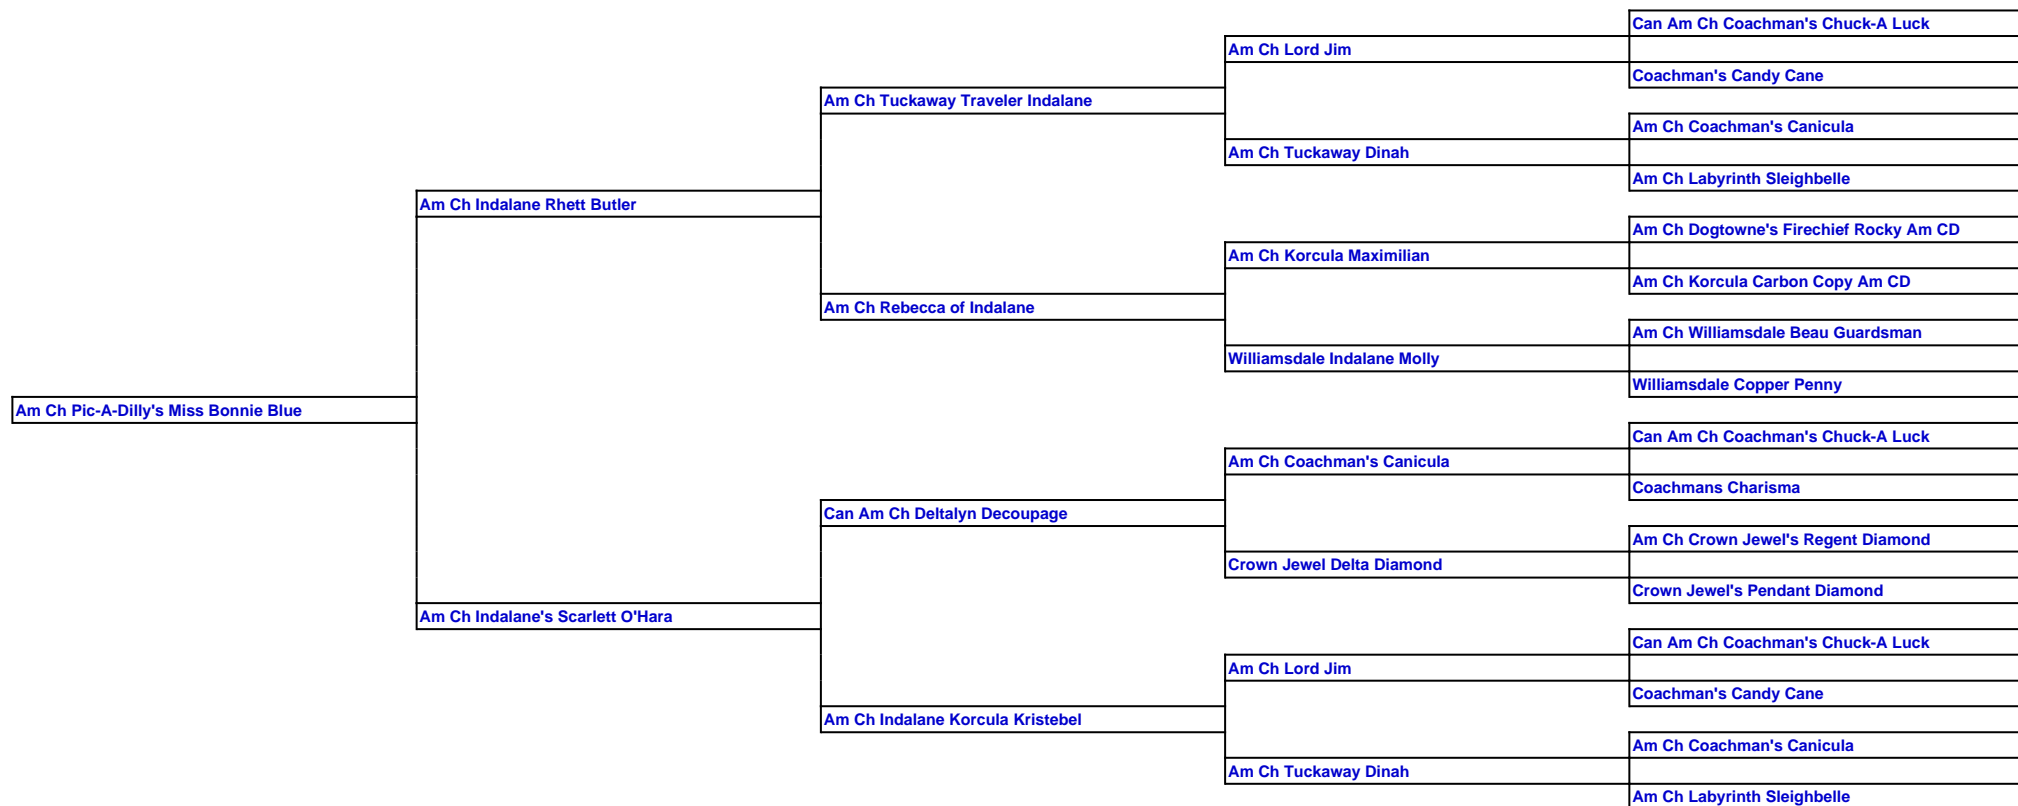 Can Am Ch Coachman's Chuck-A Luck
Am Ch Lord Jim
Coachman's Candy Cane
Am Ch Tuckaway Traveler Indalane
Am Ch Coachman's Canicula
Am Ch Tuckaway Dinah
Am Ch Labyrinth Sleighbelle
Am Ch Indalane Rhett Butler
Am Ch Dogtowne's Firechief Rocky Am CD
Am Ch Korcula Maximilian
Am Ch Korcula Carbon Copy Am CD
Am Ch Rebecca of Indalane
Am Ch Williamsdale Beau Guardsman
Williamsdale Indalane Molly
Williamsdale Copper Penny
Am Ch Pic-A-Dilly's Miss Bonnie Blue
Can Am Ch Coachman's Chuck-A Luck
Am Ch Coachman's Canicula
Coachmans Charisma
Can Am Ch Deltalyn Decoupage
Am Ch Crown Jewel's Regent Diamond
Crown Jewel Delta Diamond
Crown Jewel's Pendant Diamond
Am Ch Indalane's Scarlett O'Hara
Can Am Ch Coachman's Chuck-A Luck
Am Ch Lord Jim
Coachman's Candy Cane
Am Ch Indalane Korcula Kristebel
Am Ch Coachman's Canicula
Am Ch Tuckaway Dinah
Am Ch Labyrinth Sleighbelle